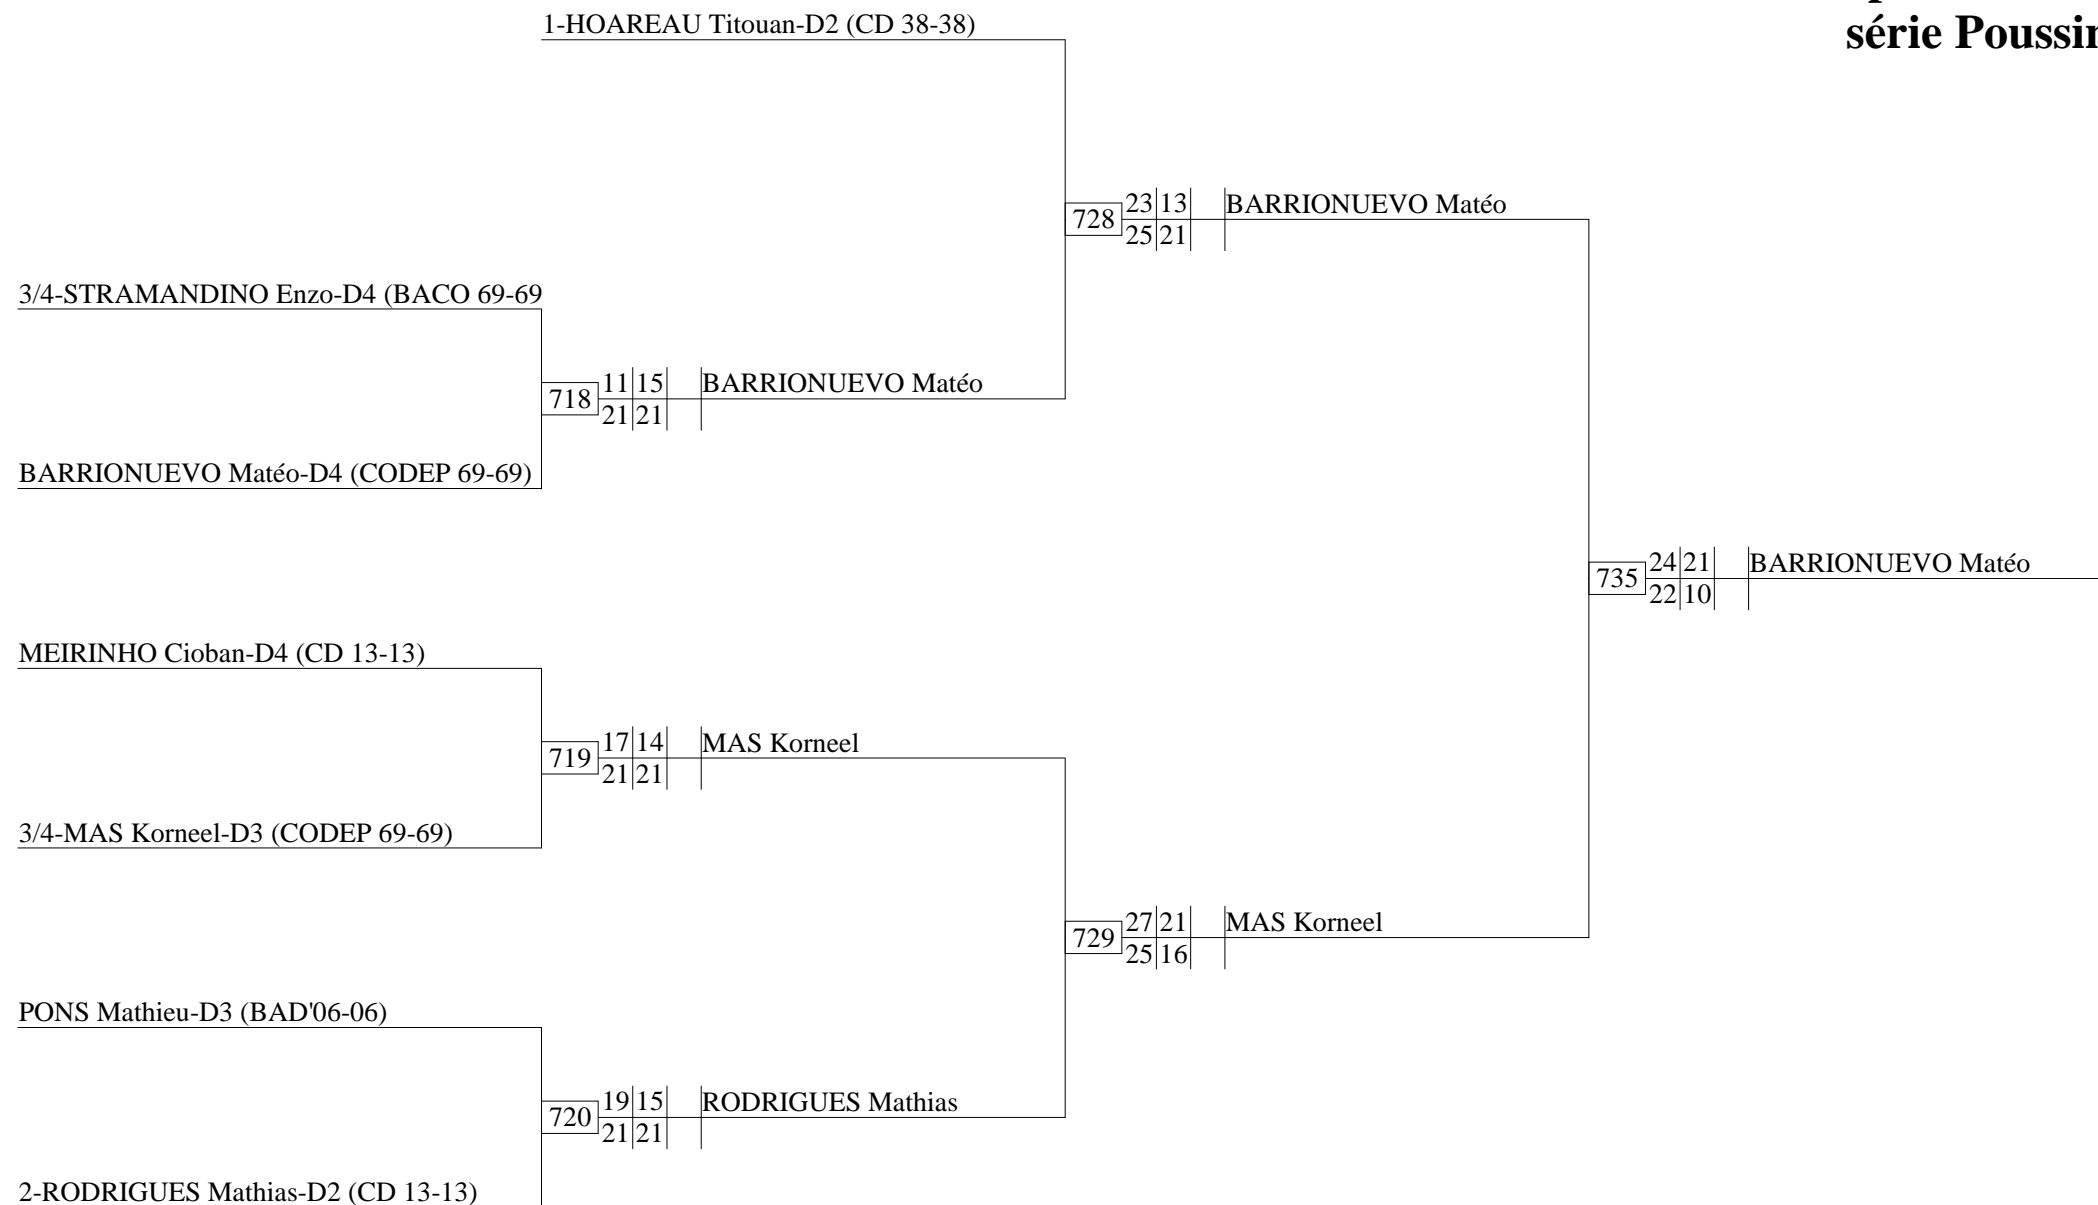 série Poussin
1-HOAREAU Titouan-D2 (CD 38-38)
728 23 13 BARRIONUEVO Matéo
25 21
3/4-STRAMANDINO Enzo-D4 (BACO 69-69
718 11 15 BARRIONUEVO Matéo
21 21
BARRIONUEVO Matéo-D4 (CODEP 69-69)
735 24 21 BARRIONUEVO Matéo
22 10
MEIRINHO Cioban-D4 (CD 13-13)
719 17 14 MAS Korneel
21 21
3/4-MAS Korneel-D3 (CODEP 69-69)
729 27 21 MAS Korneel
25 16
PONS Mathieu-D3 (BAD'06-06)
720 19 15 RODRIGUES Mathias
21 21
2-RODRIGUES Mathias-D2 (CD 13-13)